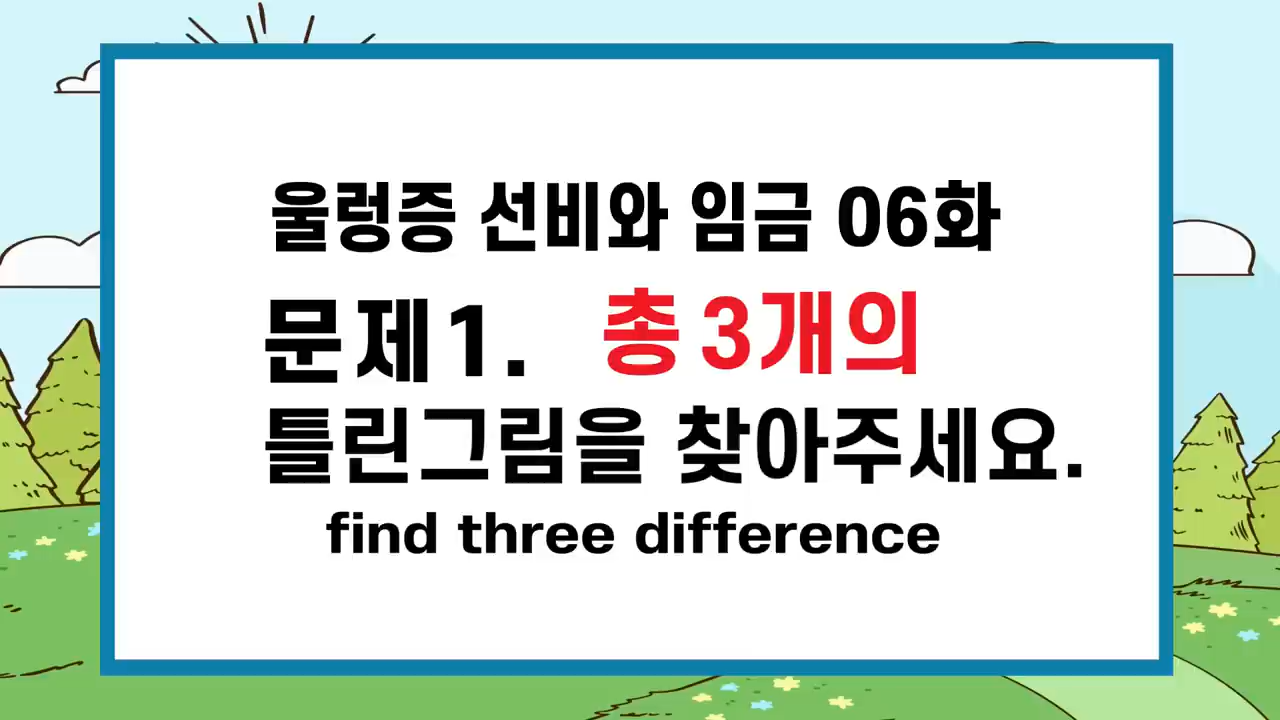 울렁증 선비와 임금 06화
문제1. 총 3개의
틀린그림을 찾아주세요.
find three difference